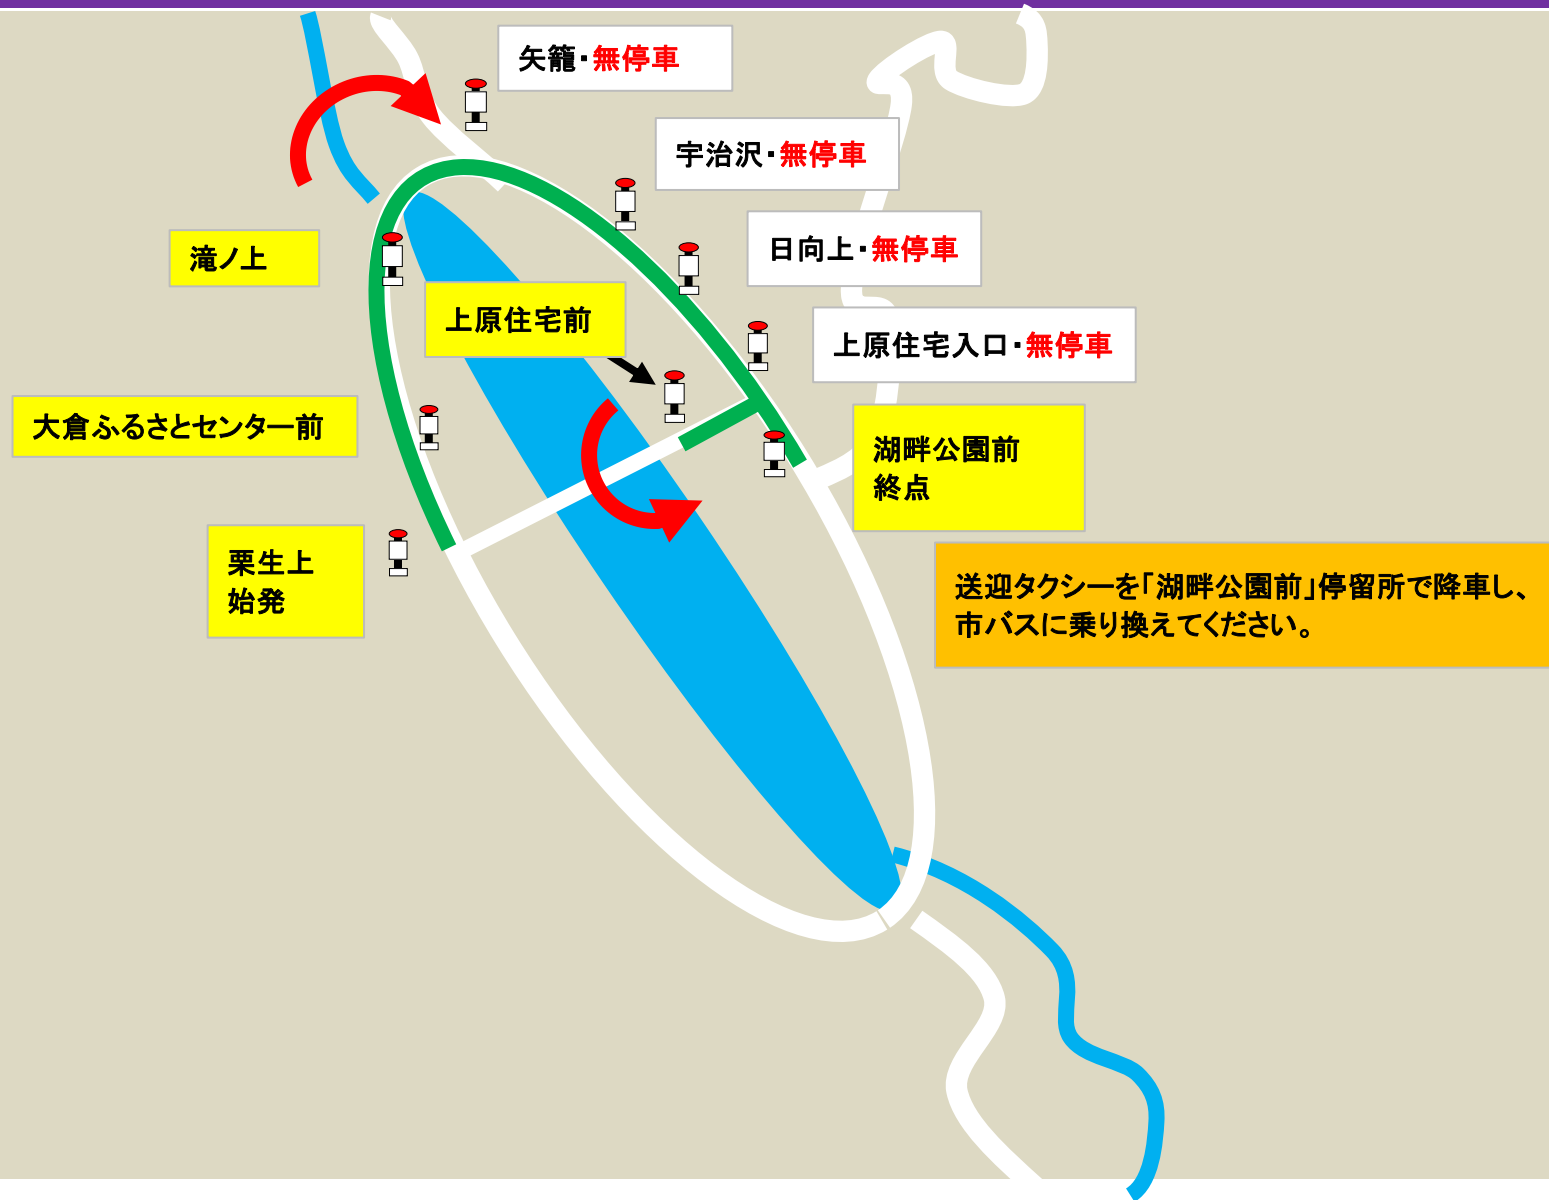 矢籠・無停車
宇治沢・無停車
滝ノ上
日向上・無停車
上原住宅前
上原住宅入口・無停車
大倉ふるさとセンター前
湖畔公園前
終点
栗生上
始発
送迎タクシーを「湖畔公園前」停留所で降車し、
市バスに乗り換えてください。